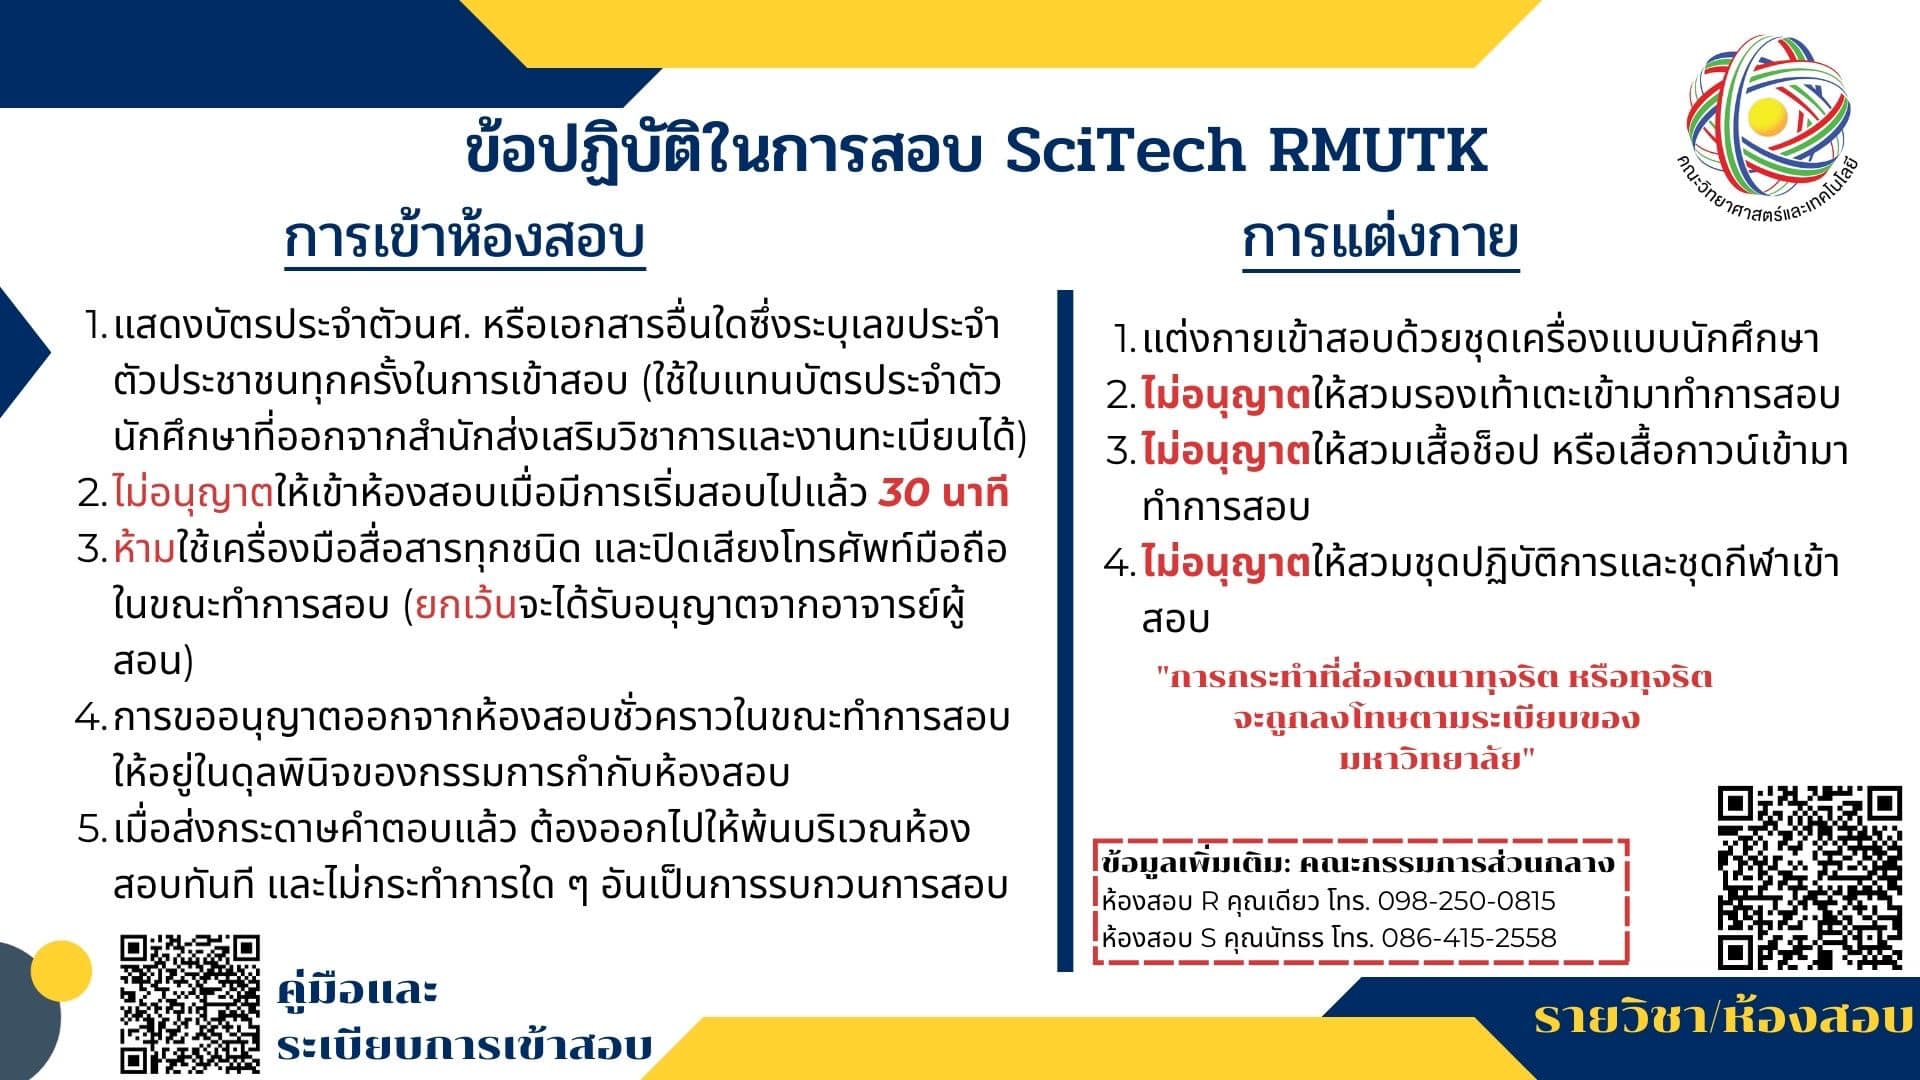 ข้อปฏิบัติในการสอบ SciTech RMUTK
คณะวิทยาศาสตร์และเทคโนโลยี
การเข้าห้องสอบ
1. แสดงบัตรประจำตัวนศ. หรือเอกสารอื่นใดซึ่งระบุเลขประจำ
ตัวประชาชนทุกครั้งในการเข้าสอบ (ใช้ใบแทนบัตรประจำตัว
นักศึกษาที่ออกจากสำนักส่งเสริมวิชาการและงานทะเบียนได้)
2. ไม่อนุญาตให้เข้าห้องสอบเมื่อมีการเริ่มสอบไปแล้ว 30 นาที
3. ห้ามใช้เครื่องมือสื่อสารทุกชนิด และปิดเสียงโทรศัพท์มือถือ
ในขณะทำการสอบ (ยกเว้นจะได้รับอนุญาตจากอาจารย์ผู้
สอน)
4. การขออนุญาตออกจากห้องสอบชั่วคราวในขณะทำการสอบ
ให้อยู่ในดุลพินิจของกรรมการกำกับห้องสอบ
5. เมื่อส่งกระดาษคำตอบแล้ว ต้องออกไปให้พ้นบริเวณห้อง
สอบทันที และไม่กระทำการใด ๆ อันเป็นการรบกวนการสอบ
คู่มือและ
ระเบียบการเข้าสอบ
การแต่งกาย
1. แต่งกายเข้าสอบด้วยชุดเครื่องแบบนักศึกษา
2. ไม่อนุญาตให้สวมรองเท้าเตะเข้ามาทำการสอบ
3. ไม่อนุญาตให้สวมเสื้อช็อป หรือเสื้อกาวน์เข้ามา
ทำการสอบ
4. ไม่อนุญาตให้สวมชุดปฏิบัติการและชุดกีฬาเข้า
สอบ
"การกระทำที่ส่อเจตนาทุจริต หรือทุจริต
จะถูกลงโทษตามระเบียบของ
มหาวิทยาลัย"
ข้อมูลเพิ่มเติม: คณะกรรมการส่วนกลาง
ห้องสอบ R คุณเดียว โทร. 098-250-0815
ห้องสอบ S คุณนัทธร โทร. 086-415-2558
รายวิชา/ห้องสอบ